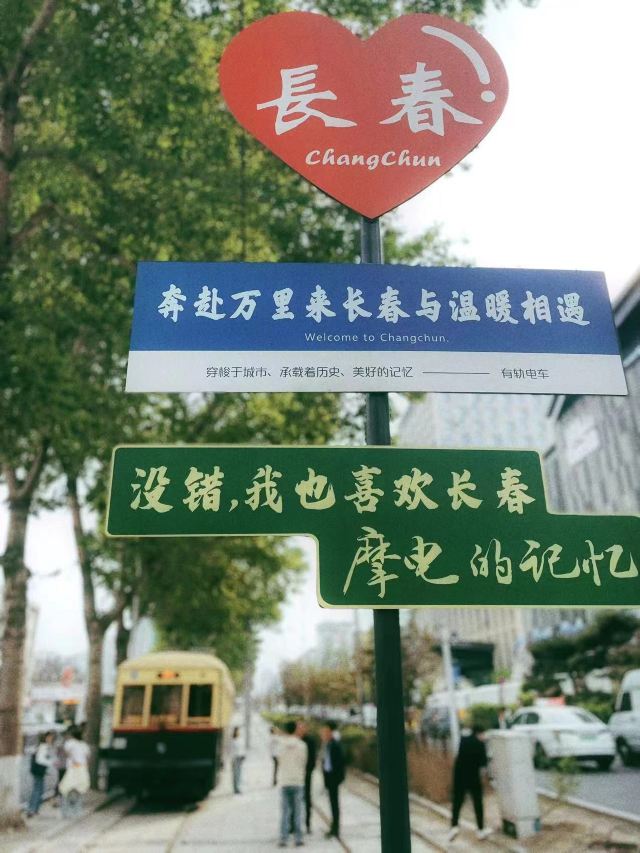 長春
ChangChun
奔赴万里来长春与温暖相遇
Welcome to Changchun.
穿梭于城市、承载着历史、美好的记忆 ———— 有轨电车
没错,我也喜欢长春
摩电的记忆